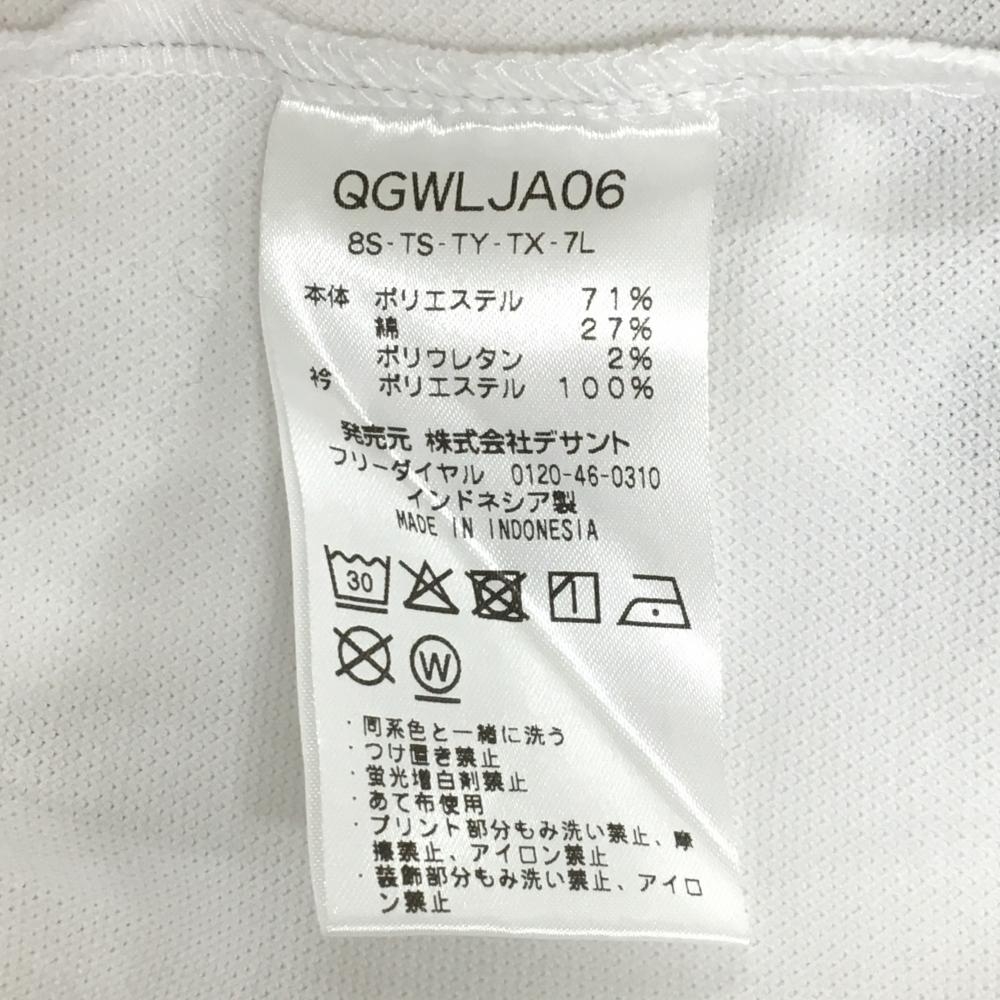 QGWLJA06
8S-TS-TY-TX-7L
本体 ポリエステル 71%
綿 27%
ポリウレタン 2%
衿 ポリエステル 100%
発売元 株式会社デサント
フリーダイヤル 0120-46-0310
インドネシア製
MADE IN INDONESIA
30
W
・同系色と一緒に洗う
・つけ置き禁止
・蛍光増白剤禁止
・あて布使用
・プリント部分もみ洗い禁止、摩
擦禁止、アイロン禁止
・装飾部分もみ洗い禁止、アイロ
ン禁止